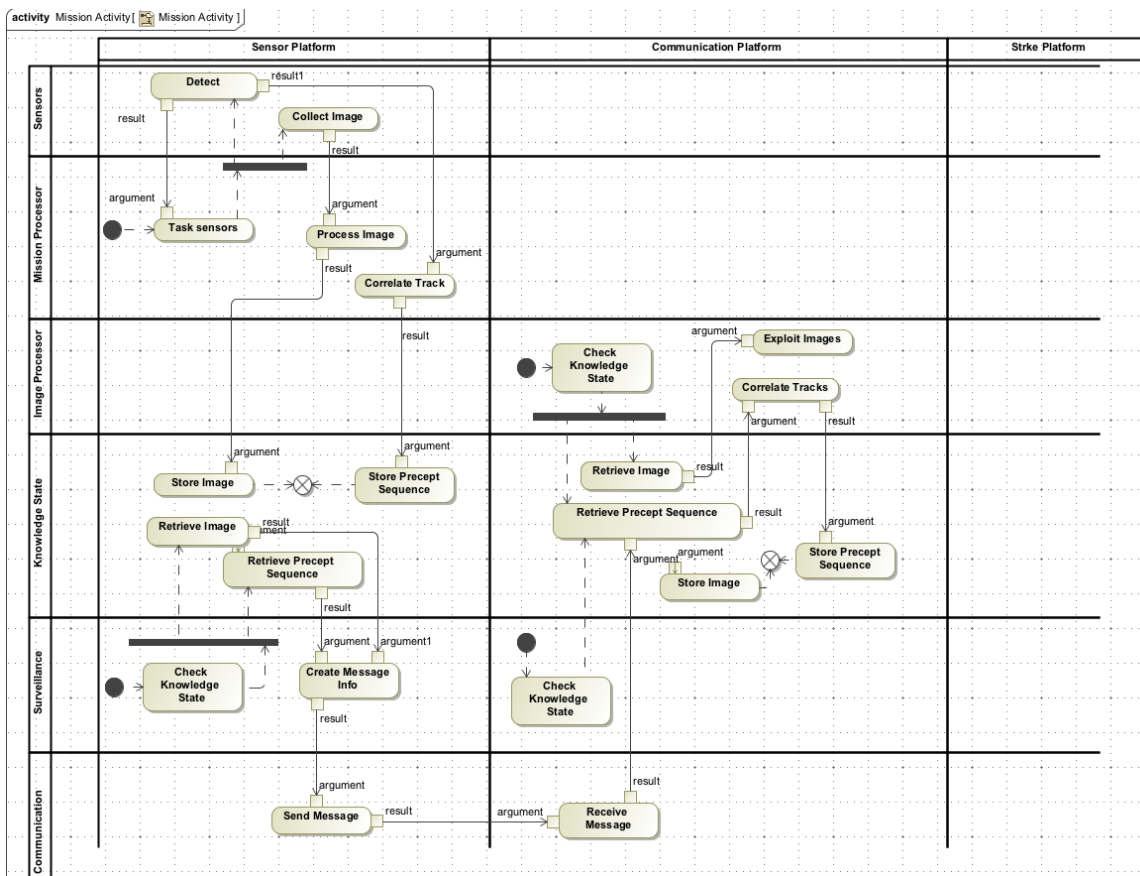 activity Mission Activity [ Mission Activity ]
Sensor Platform
Communication Platform
Strke Platform
Sensors
Detect
result1
result
Collect Image
result
Mission Processor
argument
Task sensors
argument
Process Image
result
argument
Correlate Track
result
Image Processor
Check
Knowledge
State
argument
Exploit Images
Correlate Tracks
argument
result
Knowledge State
argument
Store Image
argument
Store Precept
Sequence
Retrieve Image
result
Retrieve Precept
Sequence
result
Retrieve Image
result
Retrieve Precept Sequence
result
argument
argument
Store Image
argument
Store Precept
Sequence
Surveillance
Check
Knowledge
State
argument
argument1
Create Message
Info
result
Check
Knowledge
State
Communication
argument
Send Message
result
argument
result
Receive
Message